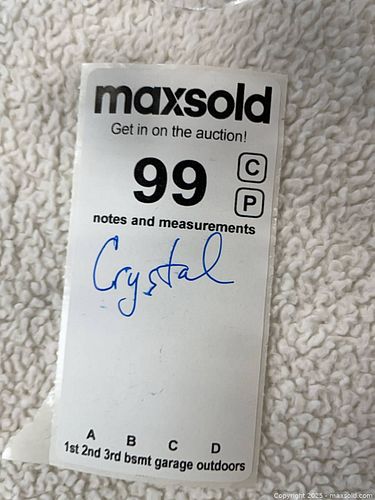 maxsold
Get in on the auction!
99 C
P
notes and measurements
Crystal
A B C D
1st 2nd 3rd bsmt garage outdoors
Copyright 2025 - maxsold.com